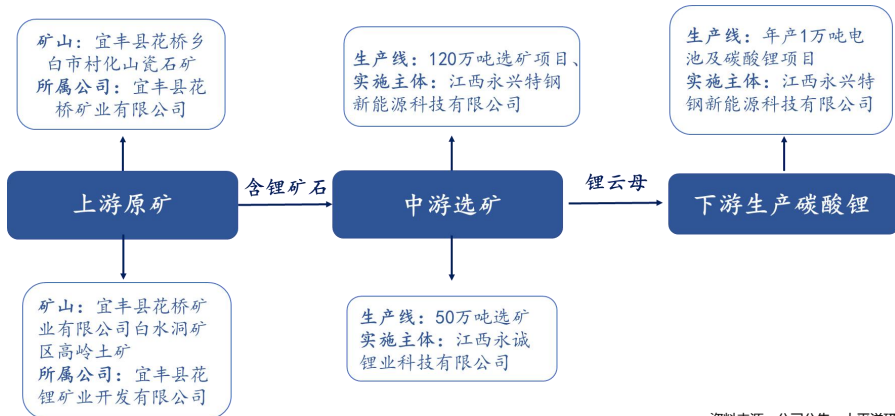 矿山：宜丰县花桥乡
白市村化山瓷石矿
所属公司：宜丰县花
桥矿业有限公司
生产线：120万吨选矿项目、
实施主体：江西永兴特钢
新能源科技有限公司
生产线：年产1万吨电
池及碳酸锂项目
实施主体：江西永兴特
钢新能源科技有限公司
上游原矿
含锂矿石
中游选矿
锂云母
下游生产碳酸锂
矿山：宜丰县花桥矿
业有限公司白水洞矿
区高岭土矿
所属公司：宜丰县花
锂矿业开发有限公司
生产线：50万吨选矿
实施主体：江西永诚
锂业科技有限公司